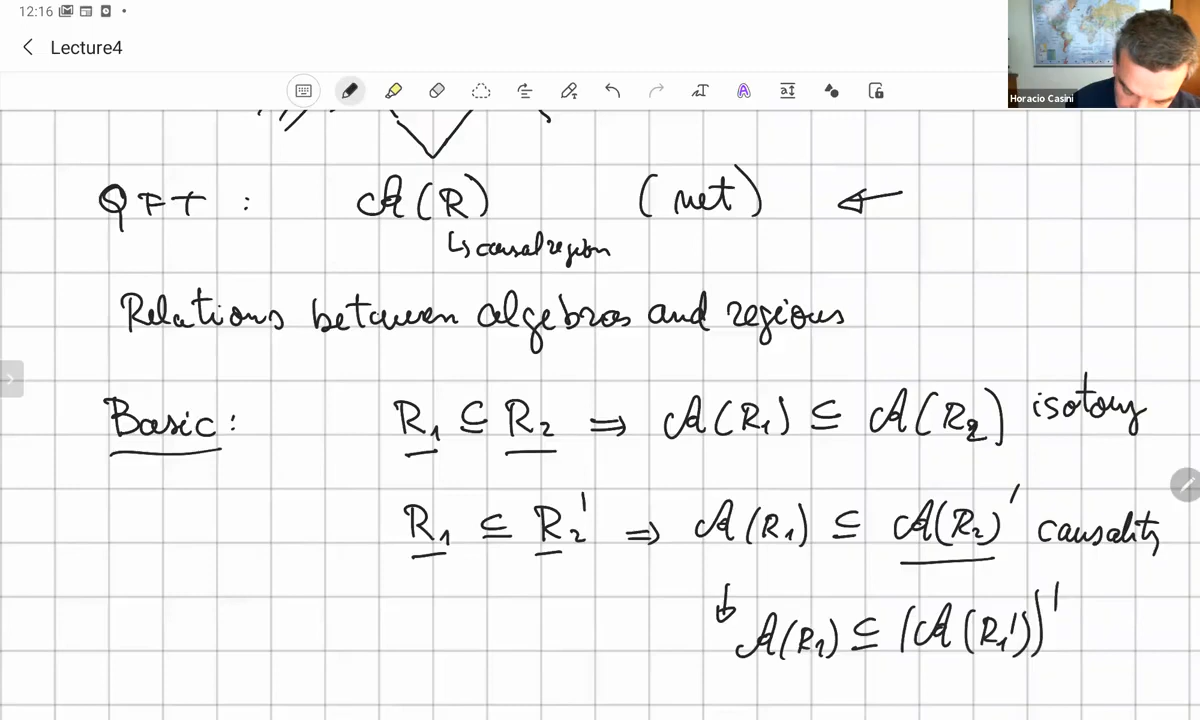 12:16
Lecture4
Horacio Casini
QFT : 𝒜(R) (net) ⇐
↳ causal region
Relations between algebras and regions
Basic: R₁ ⊆ R₂ ⇒ 𝒜(R₁) ⊆ 𝒜(R₂) isotony
R₁ ⊆ R₂' ⇒ 𝒜(R₁) ⊆ 𝒜(R₂)' causality
↓ 𝒜(R₁) ⊆ (𝒜(R₁'))'